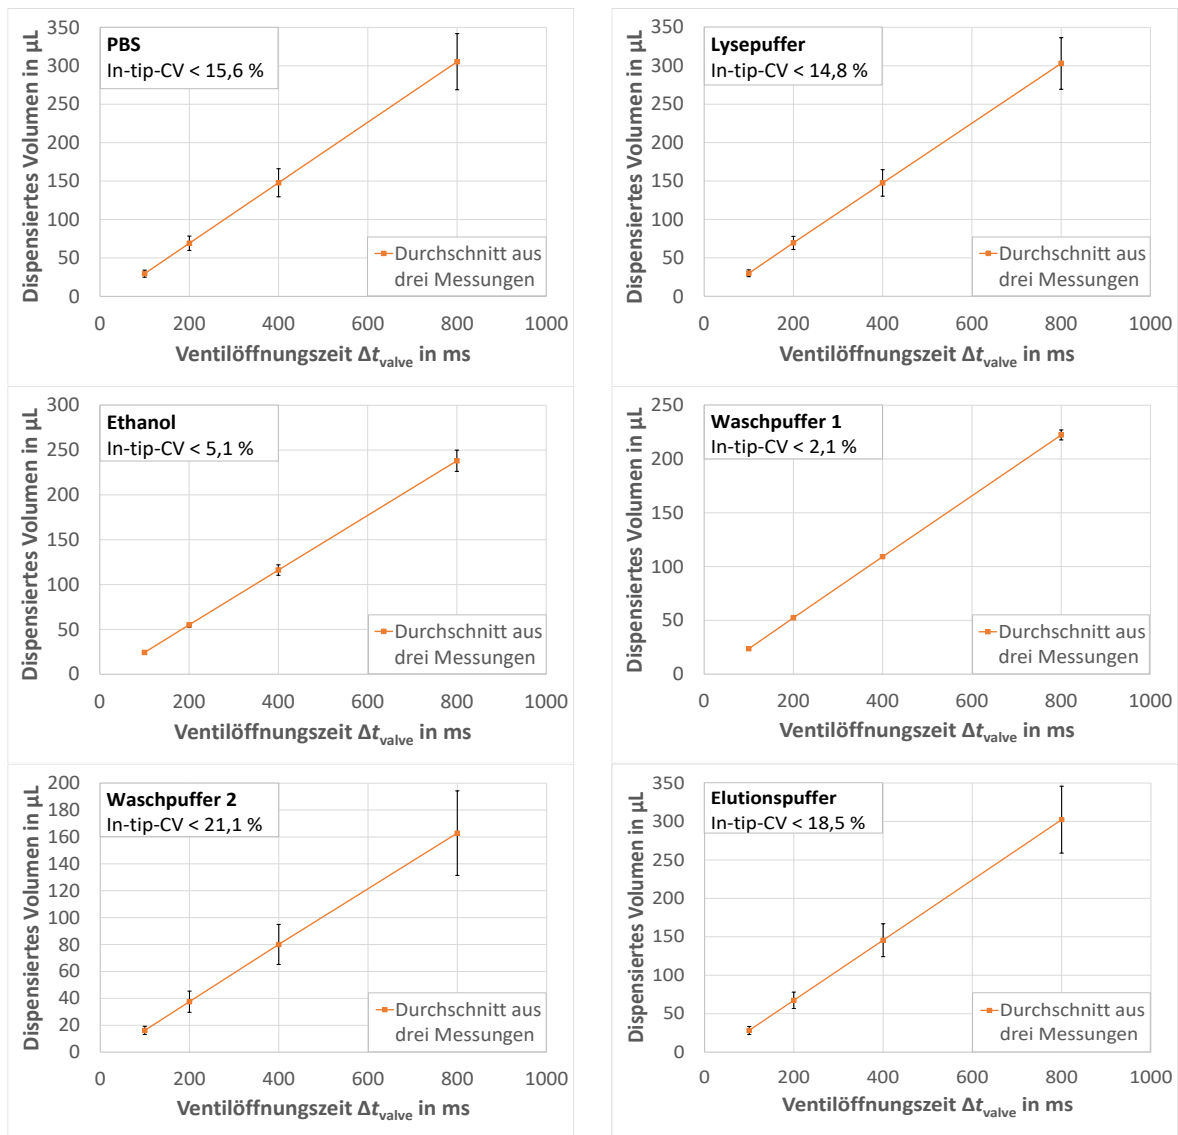 PBS
In-tip-CV < 15,6 %
Dispensiertes Volumen in µL
350
300
250
200
150
100
50
0
Durchschnitt aus
drei Messungen
0 200 400 600 800 1000
Ventilöffnungszeit Δtvalve in ms
Lysepuffer
In-tip-CV < 14,8 %
Dispensiertes Volumen in µL
350
300
250
200
150
100
50
0
Durchschnitt aus
drei Messungen
0 200 400 600 800 1000
Ventilöffnungszeit Δtvalve in ms
Ethanol
In-tip-CV < 5,1 %
Dispensiertes Volumen in µL
300
250
200
150
100
50
0
Durchschnitt aus
drei Messungen
0 200 400 600 800 1000
Ventilöffnungszeit Δtvalve in ms
Waschpuffer 1
In-tip-CV < 2,1 %
Dispensiertes Volumen in µL
250
200
150
100
50
0
Durchschnitt aus
drei Messungen
0 200 400 600 800 1000
Ventilöffnungszeit Δtvalve in ms
Waschpuffer 2
In-tip-CV < 21,1 %
Dispensiertes Volumen in µL
200
180
160
140
120
100
80
60
40
20
0
Durchschnitt aus
drei Messungen
0 200 400 600 800 1000
Ventilöffnungszeit Δtvalve in ms
Elutionspuffer
In-tip-CV < 18,5 %
Dispensiertes Volumen in µL
350
300
250
200
150
100
50
0
Durchschnitt aus
drei Messungen
0 200 400 600 800 1000
Ventilöffnungszeit Δtvalve in ms